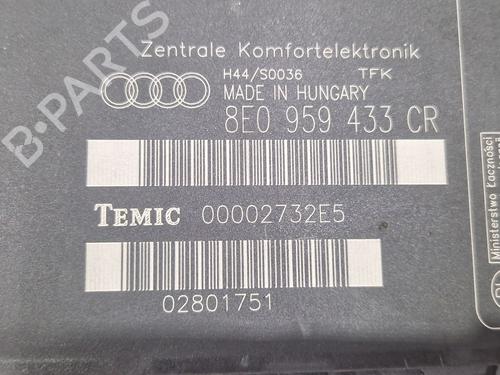 Zentrale Komfortelektronik
H44/S0036 TFK
MADE IN HUNGARY
8E0 959 433 CR
TEMIC 00002732E5
02801751
Ministerstwo Łączności
B-PARTS